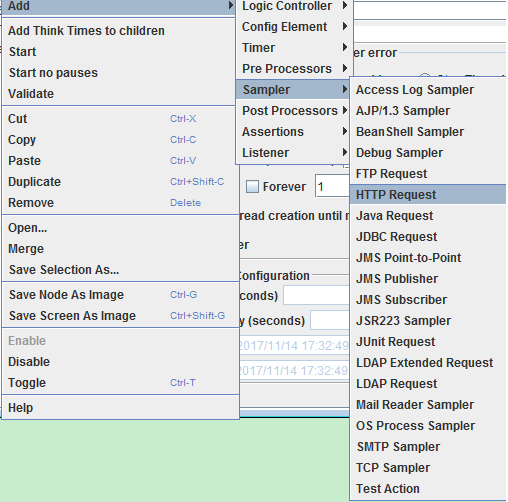 Add
Add Think Times to children
Start
Start no pauses
Validate
Cut Ctrl-X
Copy Ctrl-C
Paste Ctrl-V
Duplicate Ctrl+Shift-C
Remove Delete
Open...
Merge
Save Selection As...
Save Node As Image Ctrl-G
Save Screen As Image Ctrl+Shift-G
Enable
Disable
Toggle Ctrl-T
Help
Logic Controller
Config Element
Timer
Pre Processors
Sampler
Post Processors
Assertions
Listener
er error
Forever 1
read creation until
Configuration
conds)
y (seconds)
2017/11/14 17:32:49
2017/11/14 17:32:49
Access Log Sampler
AJP/1.3 Sampler
BeanShell Sampler
Debug Sampler
FTP Request
HTTP Request
Java Request
JDBC Request
JMS Point-to-Point
JMS Publisher
JMS Subscriber
JSR223 Sampler
JUnit Request
LDAP Extended Request
LDAP Request
Mail Reader Sampler
OS Process Sampler
SMTP Sampler
TCP Sampler
Test Action